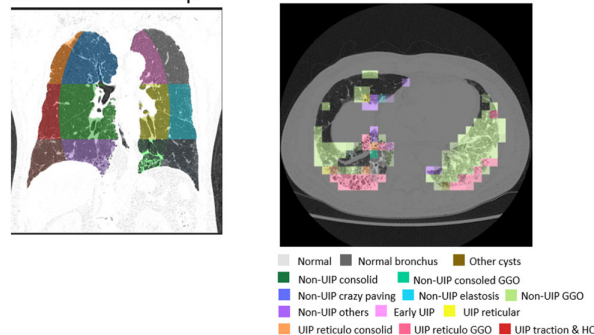 Normal Normal bronchus Other cysts
Non-UIP consolid Non-UIP consoled GGO
Non-UIP crazy paving Non-UIP elastosis Non-UIP GGO
Non-UIP others Early UIP UIP reticular
UIP reticulo consolid UIP reticulo GGO UIP traction & HC